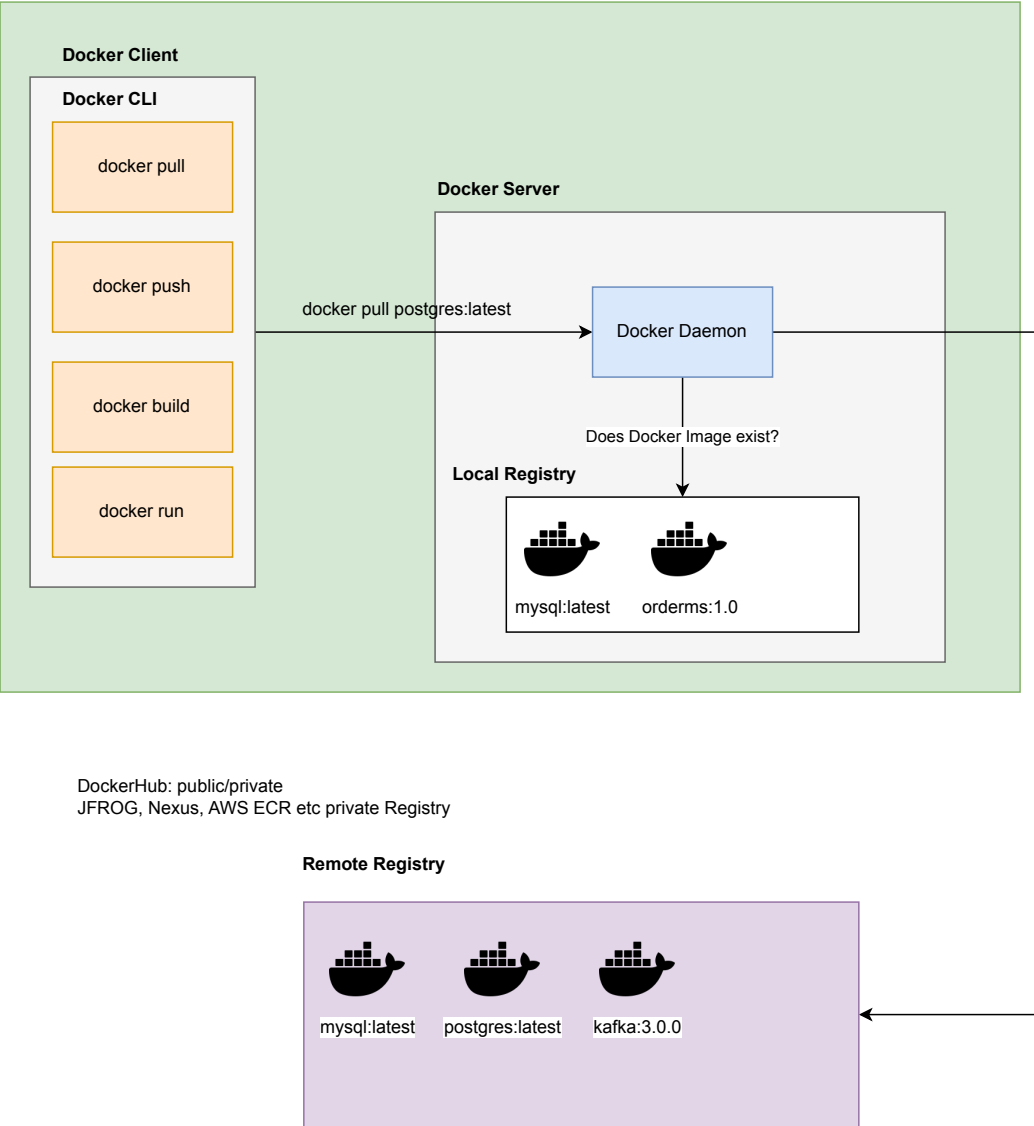 Docker Client
Docker CLI
docker pull
docker push
docker build
docker run
docker pull postgres:latest
Docker Server
Docker Daemon
Does Docker Image exist?
Local Registry
mysql:latest
orderms:1.0
DockerHub: public/private
JFROG, Nexus, AWS ECR etc private Registry
Remote Registry
mysql:latest
postgres:latest
kafka:3.0.0